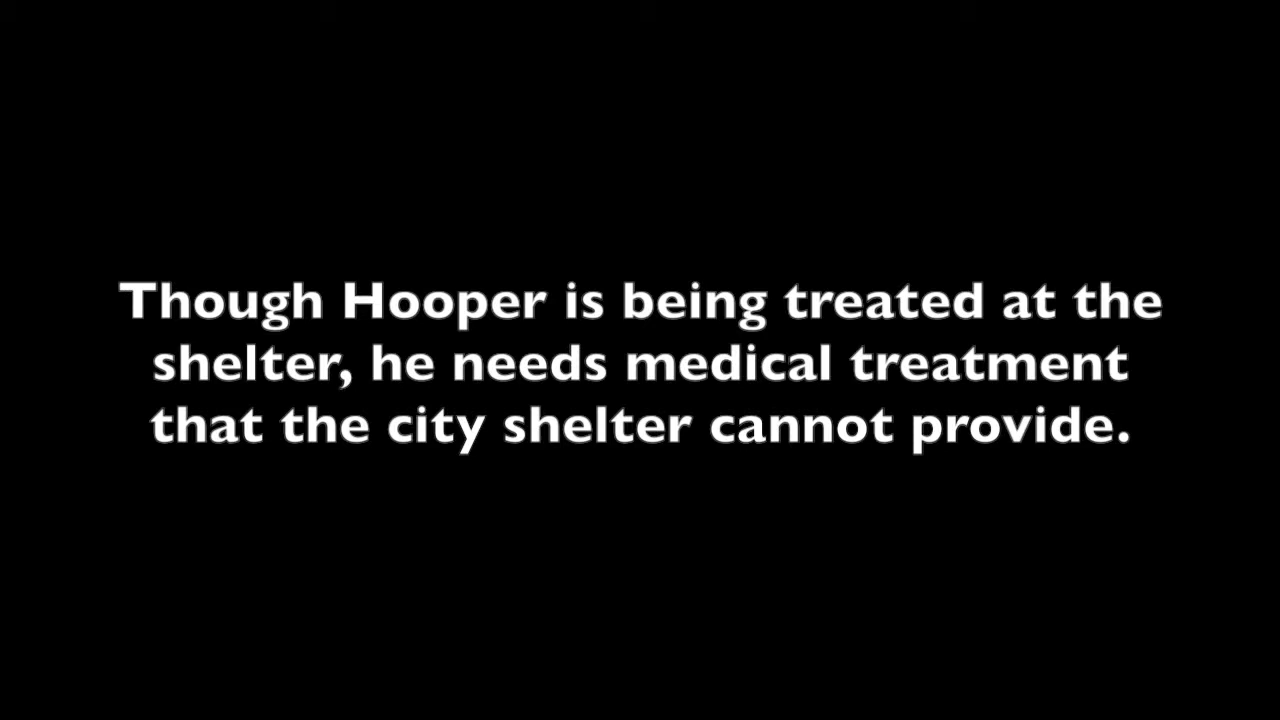 Though Hooper is being treated at the
shelter, he needs medical treatment
that the city shelter cannot provide.